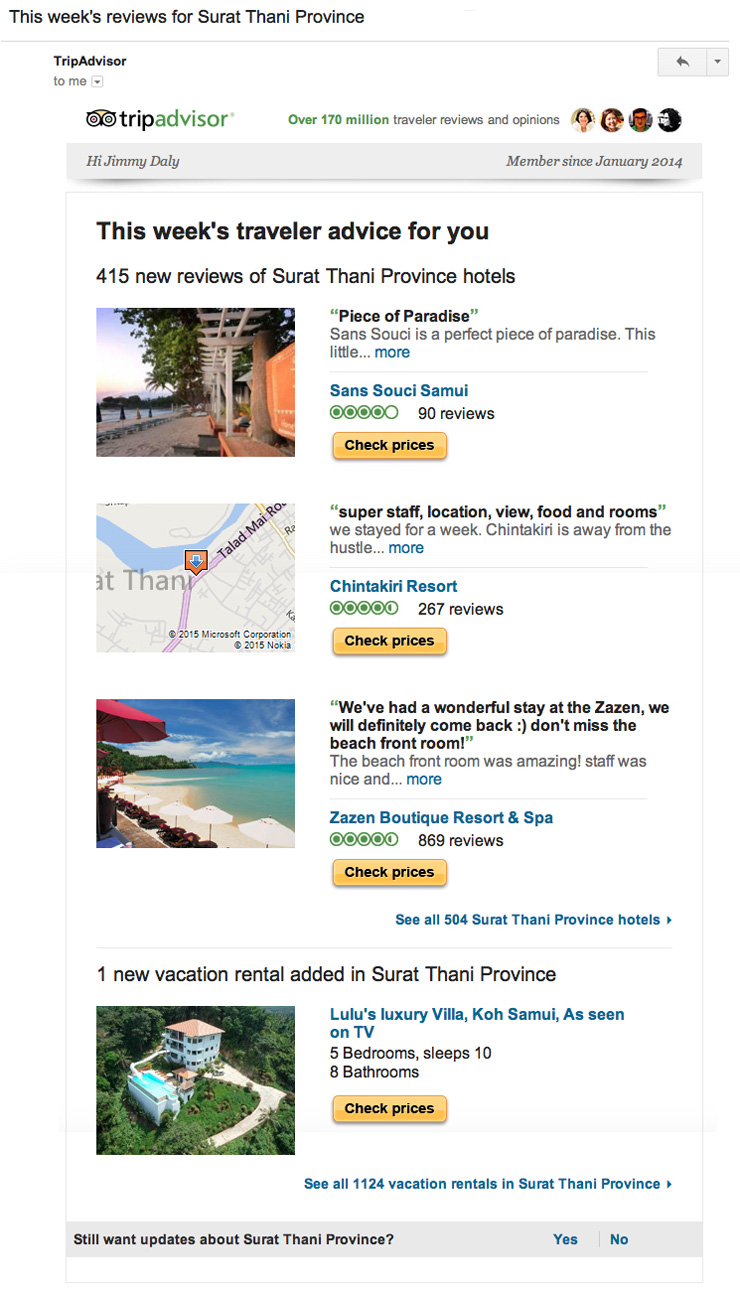 This week's reviews for Surat Thani Province
TripAdvisor
to me
tripadvisor®
Over 170 million traveler reviews and opinions
Hi Jimmy Daly
Member since January 2014
This week's traveler advice for you
415 new reviews of Surat Thani Province hotels
“Piece of Paradise”
Sans Souci is a perfect piece of paradise. This
little... more
Sans Souci Samui
90 reviews
Check prices
Talad Mai Ro
Ra
at Thani
© 2015 Microsoft Corporation
© 2015 Nokia
“super staff, location, view, food and rooms”
we stayed for a week. Chintakiri is away from the
hustle... more
Chintakiri Resort
267 reviews
Check prices
“We've had a wonderful stay at the Zazen, we
will definitely come back :) don't miss the
beach front room!”
The beach front room was amazing! staff was
nice and... more
Zazen Boutique Resort & Spa
869 reviews
Check prices
See all 504 Surat Thani Province hotels
1 new vacation rental added in Surat Thani Province
Lulu's luxury Villa, Koh Samui, As seen
on TV
5 Bedrooms, sleeps 10
8 Bathrooms
Check prices
See all 1124 vacation rentals in Surat Thani Province
Still want updates about Surat Thani Province?
Yes
No